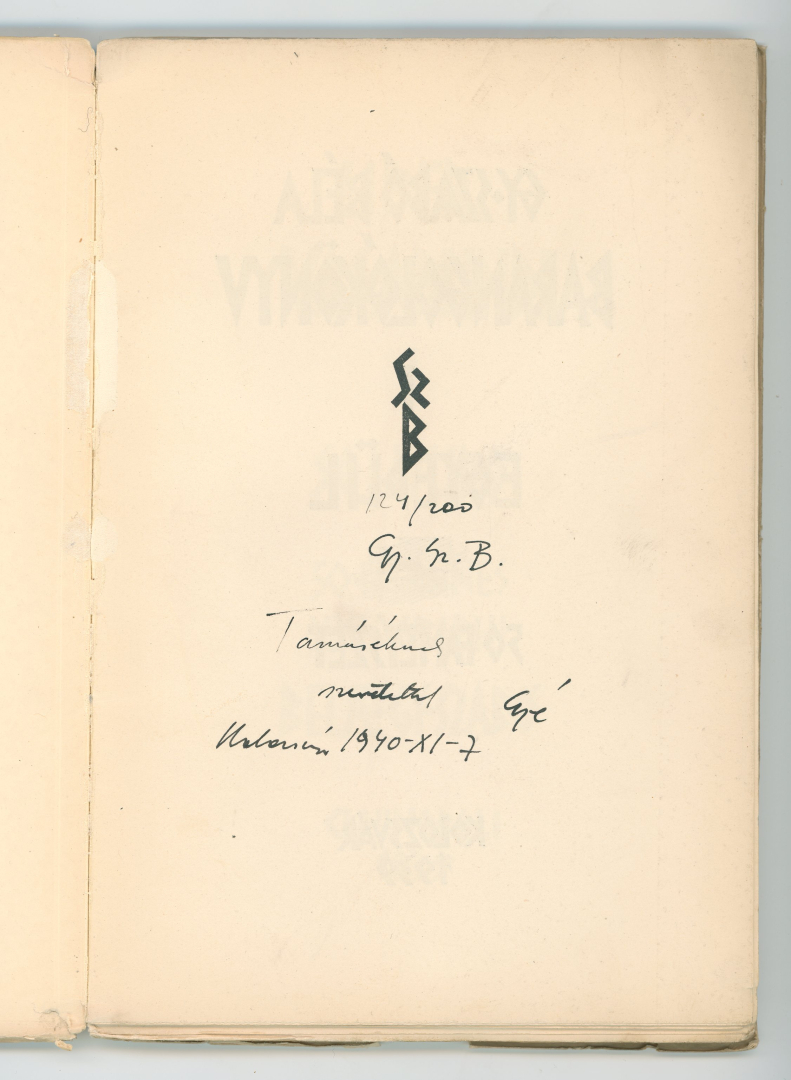 Sz
B
124/200
Gy. Sz. B.
Tamáséknak
szeretettel
Gyé
Kolozsvár 1940-XI-7